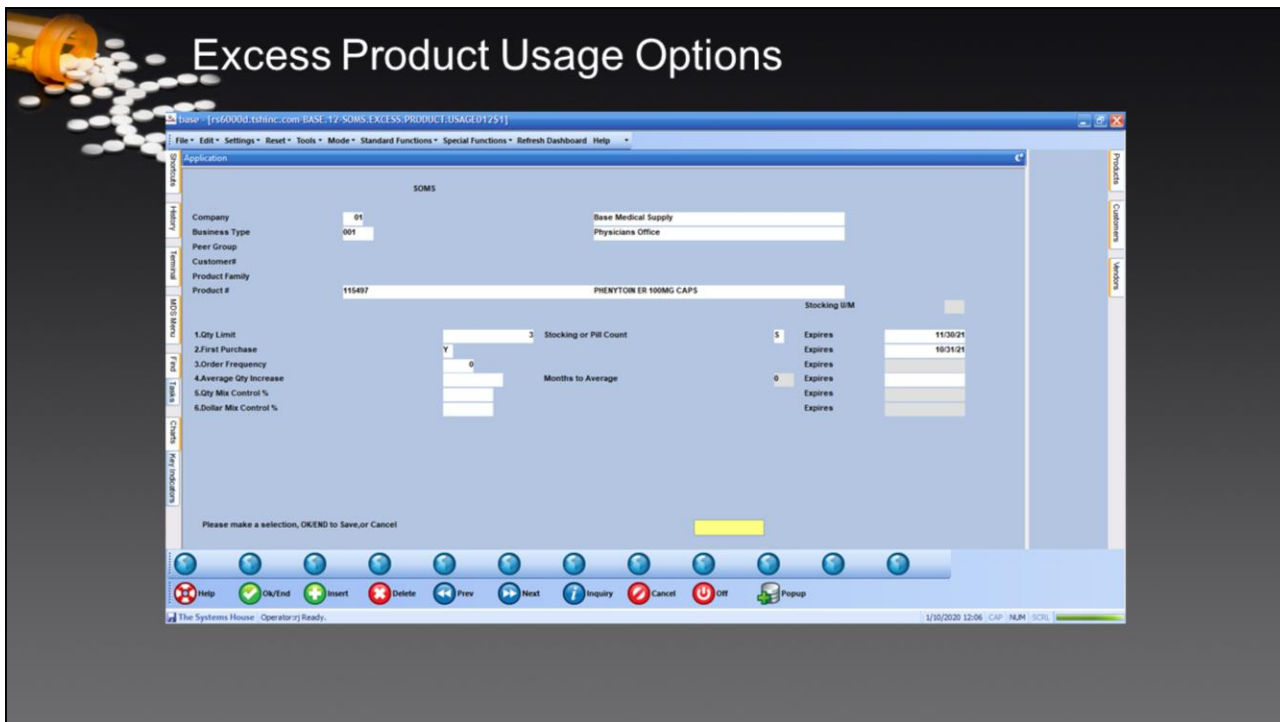 Excess Product Usage Options
base - [rs6000d.tshinc.com-BASE.12-SOMS.EXCESS.PRODUCT.USAGE01251]
File Edit Settings Reset Tools Mode Standard Functions Special Functions Refresh Dashboard Help
Application
Shortcuts
History
Terminal
MDS Menu
Find
Tasks
Charts
Key Indicators
Products
Customers
Vendors
SOMS
Company 01 Base Medical Supply
Business Type 001 Physicians Office
Peer Group
Customer#
Product Family
Product # 115497 PHENYTOIN ER 100MG CAPS
Stocking U/M
1.Qty Limit 3 Stocking or Pill Count S Expires 11/30/21
2.First Purchase Y Expires 10/31/21
3.Order Frequency 0 Expires
4.Average Qty Increase Months to Average 0 Expires
5.Qty Mix Control % Expires
6.Dollar Mix Control % Expires
Please make a selection, OK/END to Save,or Cancel
Help Ok/End Insert Delete Prev Next Inquiry Cancel Off Popup
The Systems House Operator:rj Ready. 1/10/2020 12:06 CAP NUM SCRL